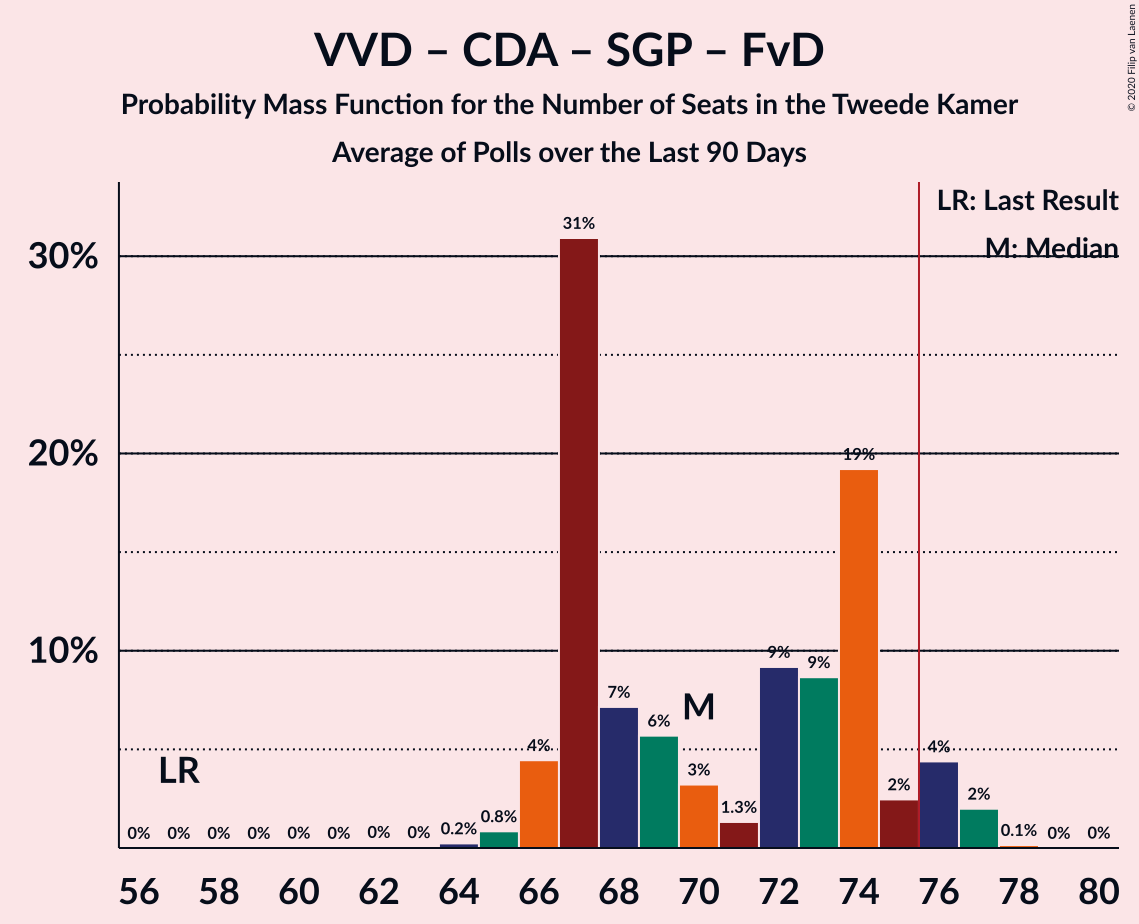 VVD – CDA – SGP – FvD
Probability Mass Function for the Number of Seats in the Tweede Kamer
Average of Polls over the Last 90 Days
© 2020 Filip van Laenen
LR: Last Result
M: Median
30%
20%
10%
31%
19%
9%
9%
7%
6%
M
4%
4%
3%
LR
2%
2%
1.3%
0.8%
0.2%
0.1%
0% 0% 0% 0% 0% 0% 0% 0%
0% 0%
56 58 60 62 64 66 68 70 72 74 76 78 80